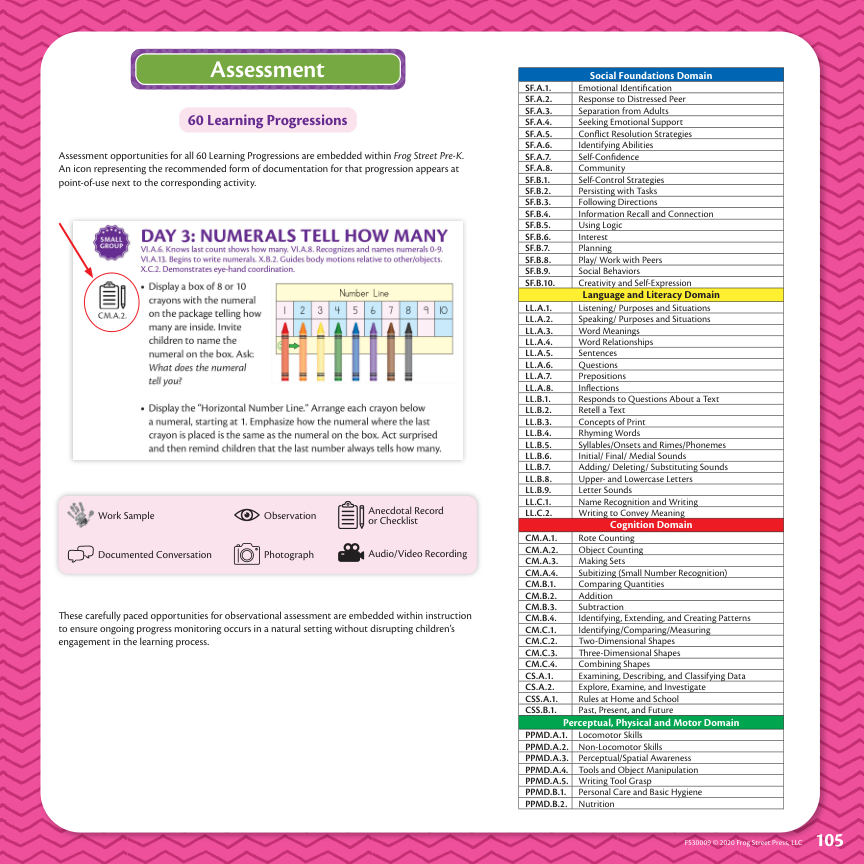 Assessment
60 Learning Progressions
Assessment opportunities for all 60 Learning Progressions are embedded within Frog Street Pre-K.
An icon representing the recommended form of documentation for that progression appears at
point-of-use next to the corresponding activity.
SMALL
GROUP
DAY 3: NUMERALS TELL HOW MANY
VI.A.6. Knows last count shows how many. VI.A.8. Recognizes and names numerals 0-9.
VI.A.13. Begins to write numerals. X.B.2. Guides body motions relative to other/objects.
X.C.2. Demonstrates eye-hand coordination.
CM.A.2.
• Display a box of 8 or 10
crayons with the numeral
on the package telling how
many are inside. Invite
children to name the
numeral on the box. Ask:
What does the numeral
tell you?
Number Line
1 2 3 4 5 6 7 8 9 10
• Display the “Horizontal Number Line.” Arrange each crayon below
a numeral, starting at 1. Emphasize how the numeral where the last
crayon is placed is the same as the numeral on the box. Act surprised
and then remind children that the last number always tells how many.
Work Sample
Observation
Anecdotal Record
or Checklist
Documented Conversation
Photograph
Audio/Video Recording
These carefully paced opportunities for observational assessment are embedded within instruction
to ensure ongoing progress monitoring occurs in a natural setting without disrupting children’s
engagement in the learning process.
Social Foundations Domain
SF.A.1. Emotional Identification
SF.A.2. Response to Distressed Peer
SF.A.3. Separation from Adults
SF.A.4. Seeking Emotional Support
SF.A.5. Conflict Resolution Strategies
SF.A.6. Identifying Abilities
SF.A.7. Self-Confidence
SF.A.8. Community
SF.B.1. Self-Control Strategies
SF.B.2. Persisting with Tasks
SF.B.3. Following Directions
SF.B.4. Information Recall and Connection
SF.B.5. Using Logic
SF.B.6. Interest
SF.B.7. Planning
SF.B.8. Play/ Work with Peers
SF.B.9. Social Behaviors
SF.B.10. Creativity and Self-Expression
Language and Literacy Domain
LL.A.1. Listening/ Purposes and Situations
LL.A.2. Speaking/ Purposes and Situations
LL.A.3. Word Meanings
LL.A.4. Word Relationships
LL.A.5. Sentences
LL.A.6. Questions
LL.A.7. Prepositions
LL.A.8. Inflections
LL.B.1. Responds to Questions About a Text
LL.B.2. Retell a Text
LL.B.3. Concepts of Print
LL.B.4. Rhyming Words
LL.B.5. Syllables/Onsets and Rimes/Phonemes
LL.B.6. Initial/ Final/ Medial Sounds
LL.B.7. Adding/ Deleting/ Substituting Sounds
LL.B.8. Upper- and Lowercase Letters
LL.B.9. Letter Sounds
LL.C.1. Name Recognition and Writing
LL.C.2. Writing to Convey Meaning
Cognition Domain
CM.A.1. Rote Counting
CM.A.2. Object Counting
CM.A.3. Making Sets
CM.A.4. Subitizing (Small Number Recognition)
CM.B.1. Comparing Quantities
CM.B.2. Addition
CM.B.3. Subtraction
CM.B.4. Identifying, Extending, and Creating Patterns
CM.C.1. Identifying/Comparing/Measuring
CM.C.2. Two-Dimensional Shapes
CM.C.3. Three-Dimensional Shapes
CM.C.4. Combining Shapes
CS.A.1. Examining, Describing, and Classifying Data
CS.A.2. Explore, Examine, and Investigate
CSS.A.1. Rules at Home and School
CSS.B.1. Past, Present, and Future
Perceptual, Physical and Motor Domain
PPMD.A.1. Locomotor Skills
PPMD.A.2. Non-Locomotor Skills
PPMD.A.3. Perceptual/Spatial Awareness
PPMD.A.4. Tools and Object Manipulation
PPMD.A.5. Writing Tool Grasp
PPMD.B.1. Personal Care and Basic Hygiene
PPMD.B.2. Nutrition
FS30009 © 2020 Frog Street Press, LLC 105